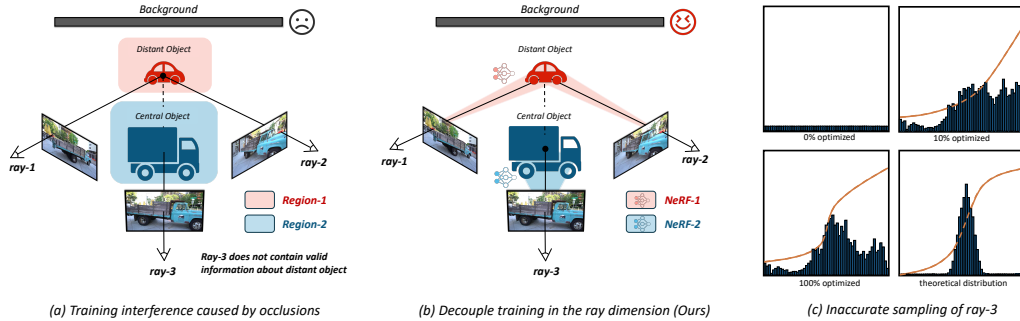 Background
Distant Object
Central Object
ray-1
ray-2
Region-1
Region-2
ray-3
Ray-3 does not contain valid
information about distant object
(a) Training interference caused by occlusions
Background
Distant Object
Central Object
ray-1
ray-2
NeRF-1
NeRF-2
ray-3
(b) Decouple training in the ray dimension (Ours)
0% optimized
10% optimized
100% optimized
theoretical distribution
(c) Inaccurate sampling of ray-3